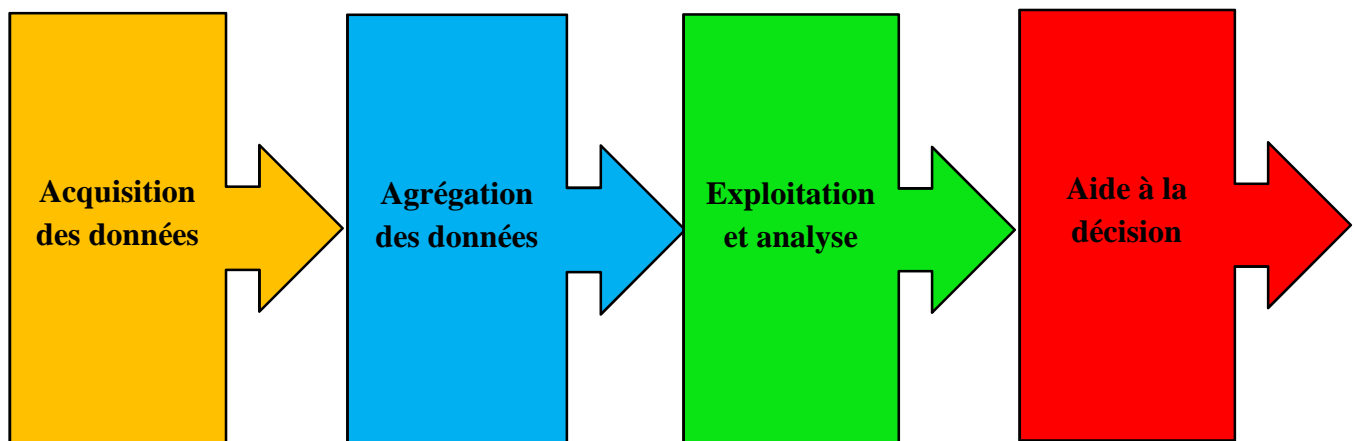 Acquisition
des données
Agrégation
des données
Exploitation
et analyse
Aide à la
décision